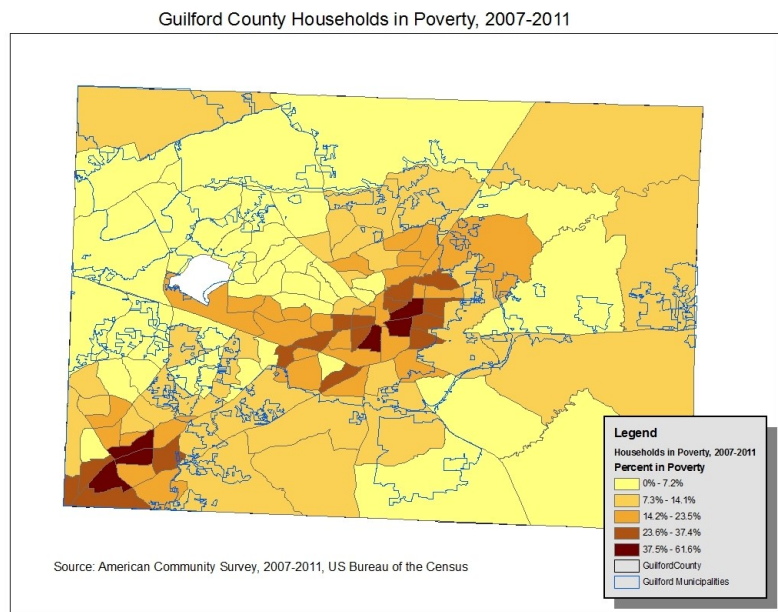 Guilford County Households in Poverty, 2007-2011
Legend
Households in Poverty, 2007-2011
Percent in Poverty
0% - 7.2%
7.3% - 14.1%
14.2% - 23.5%
23.6% - 37.4%
37.5% - 61.6%
GuilfordCounty
Guilford Municipalities
Source: American Community Survey, 2007-2011, US Bureau of the Census